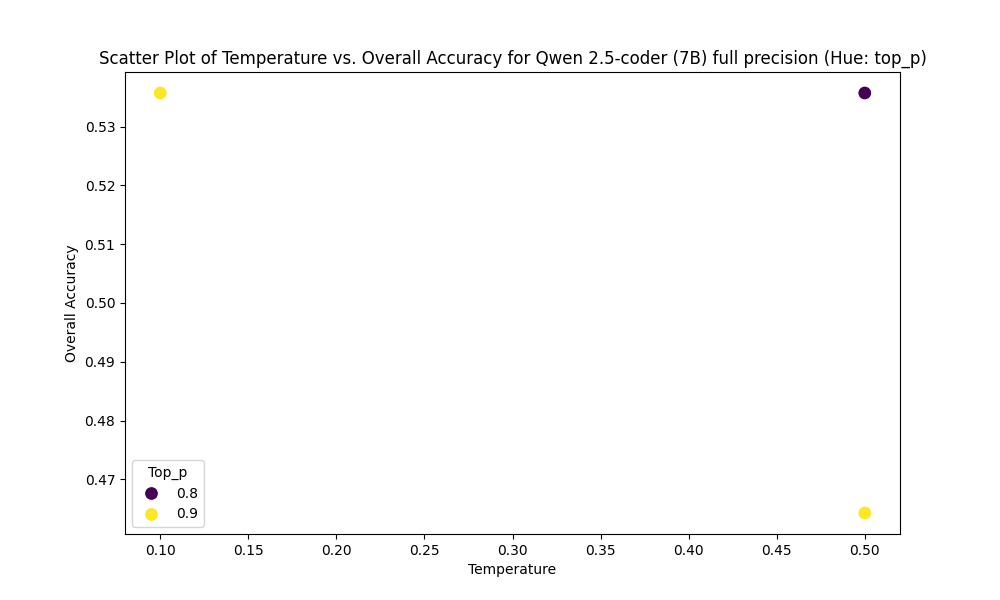 Scatter Plot of Temperature vs. Overall Accuracy for Qwen 2.5-coder (7B) full precision (Hue: top_p)
Overall Accuracy
0.53
0.52
0.51
0.50
0.49
0.48
0.47
Top_p
0.8
0.9
0.10 0.15 0.20 0.25 0.30 0.35 0.40 0.45 0.50
Temperature